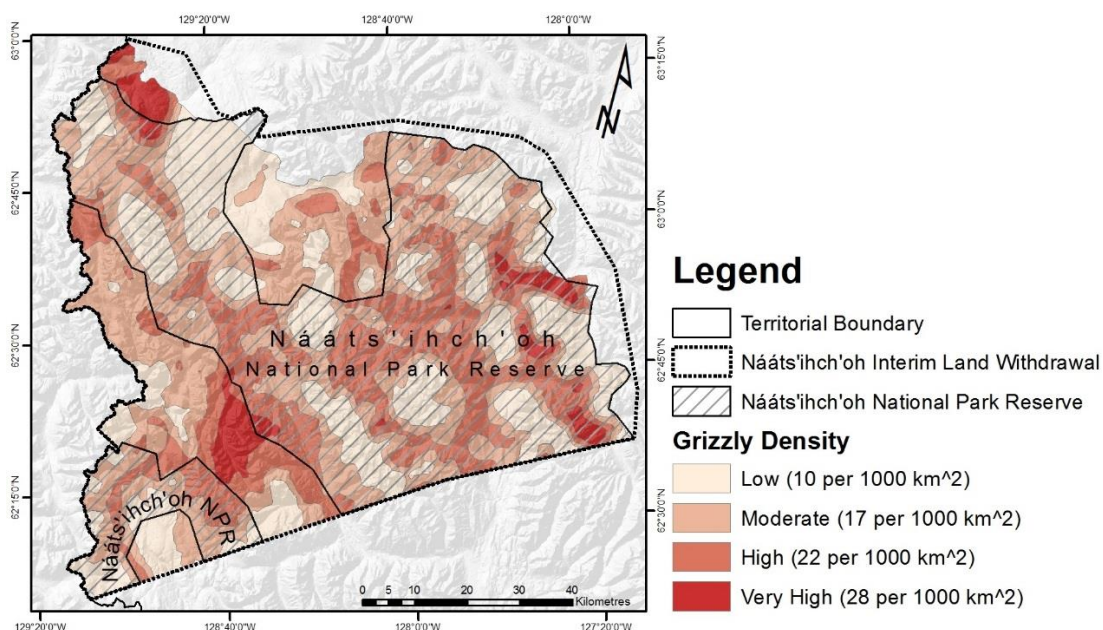 129°20'0"W
128°40'0"W
128°0'0"W
63°0'0"N
63°15'0"N
N
62°45'0"N
63°0'0"N
62°30'0"N
62°45'0"N
62°15'0"N
62°30'0"N
Nááts'ihch'oh
National Park Reserve
Nááts'ihch'oh NPR
0 5 10 20 30 40
Kilometres
129°20'0"W
128°40'0"W
128°0'0"W
127°20'0"W
Legend
Territorial Boundary
Nááts'ihch'oh Interim Land Withdrawal
Nááts'ihch'oh National Park Reserve
Grizzly Density
Low (10 per 1000 km^2)
Moderate (17 per 1000 km^2)
High (22 per 1000 km^2)
Very High (28 per 1000 km^2)